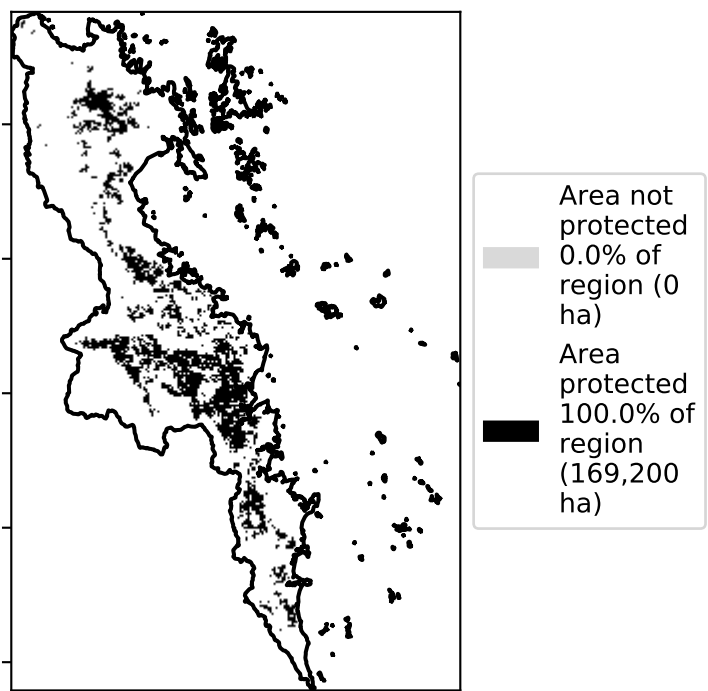 Area not
protected
0.0% of
region (0
ha)
Area
protected
100.0% of
region
(169,200
ha)